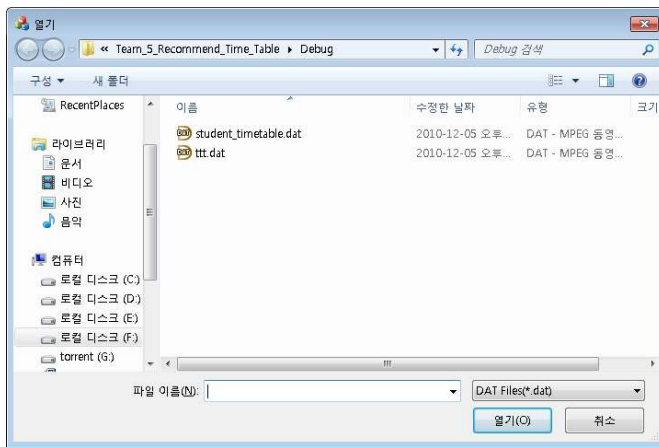 열기
« Team_5_Recommend_Time_Table ▸ Debug
Debug 검색
구성 새 폴더
RecentPlaces
라이브러리
문서
비디오
사진
음악
컴퓨터
로컬 디스크 (C:)
로컬 디스크 (D:)
로컬 디스크 (E:)
로컬 디스크 (F:)
torrent (G:)
이름 수정한 날짜 유형 크기
student_timetable.dat 2010-12-05 오후... DAT - MPEG 동영...
ttt.dat 2010-12-05 오후... DAT - MPEG 동영...
파일 이름(N):
DAT Files(*.dat)
열기(O) 취소